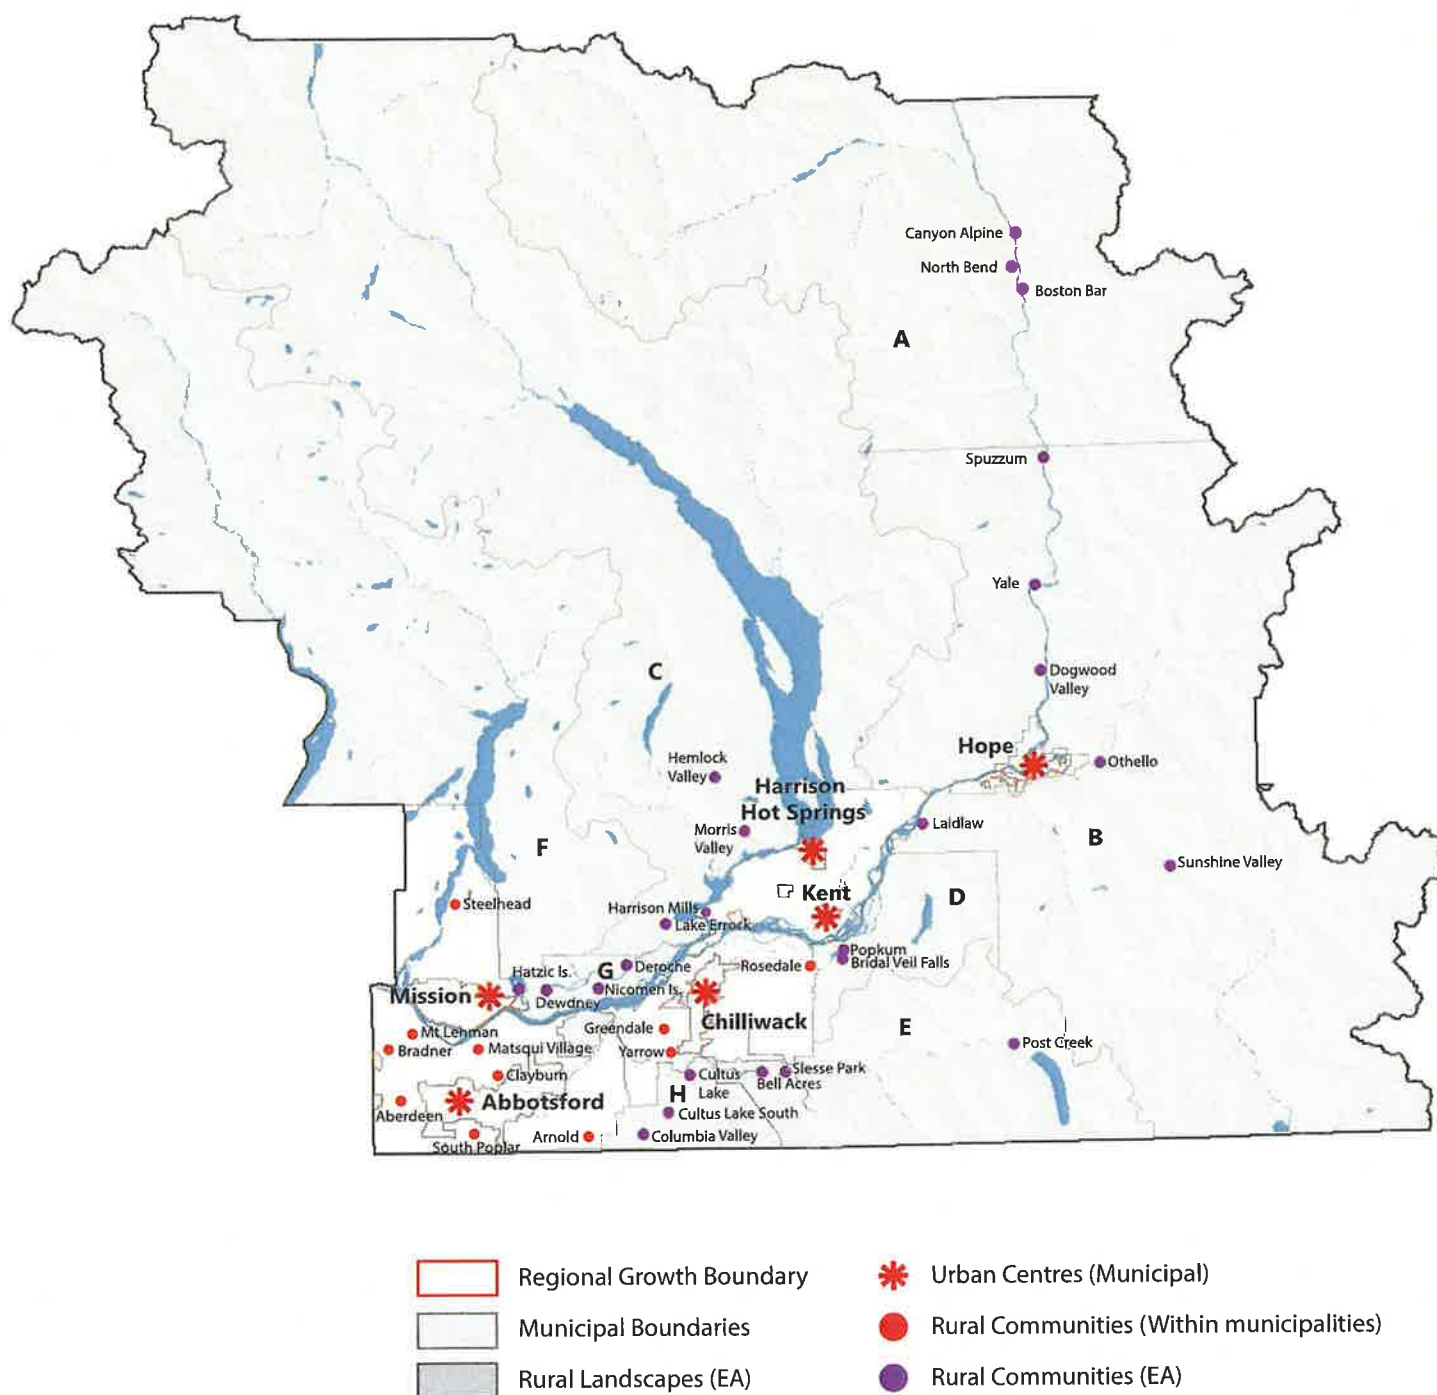 Canyon Alpine
North Bend
Boston Bar
A
Spuzzum
Yale
Dogwood
Valley
C
Hope
Othello
Hemlock
Valley
Harrison
Hot Springs
Morris
Valley
Laidlaw
B
F
Sunshine Valley
Kent
D
Steelhead
Harrison Mills
Lake Errock
Popkum
Bridal Veil Falls
Rosedale
Hatzic Is.
G
Deroche
Mission
Dewdney
Nicomen Is.
Chilliwack
E
Greendale
Mt Lehman
Post Creek
Bradner
Matsqui Village
Yarrow
Clayburn
Cultus
Lake
Slesse Park
Bell Acres
H
Abbotsford
Aberdeen
Cultus Lake South
South Poplar
Arnold
Columbia Valley
Regional Growth Boundary
Urban Centres (Municipal)
Municipal Boundaries
Rural Communities (Within municipalities)
Rural Landscapes (EA)
Rural Communities (EA)